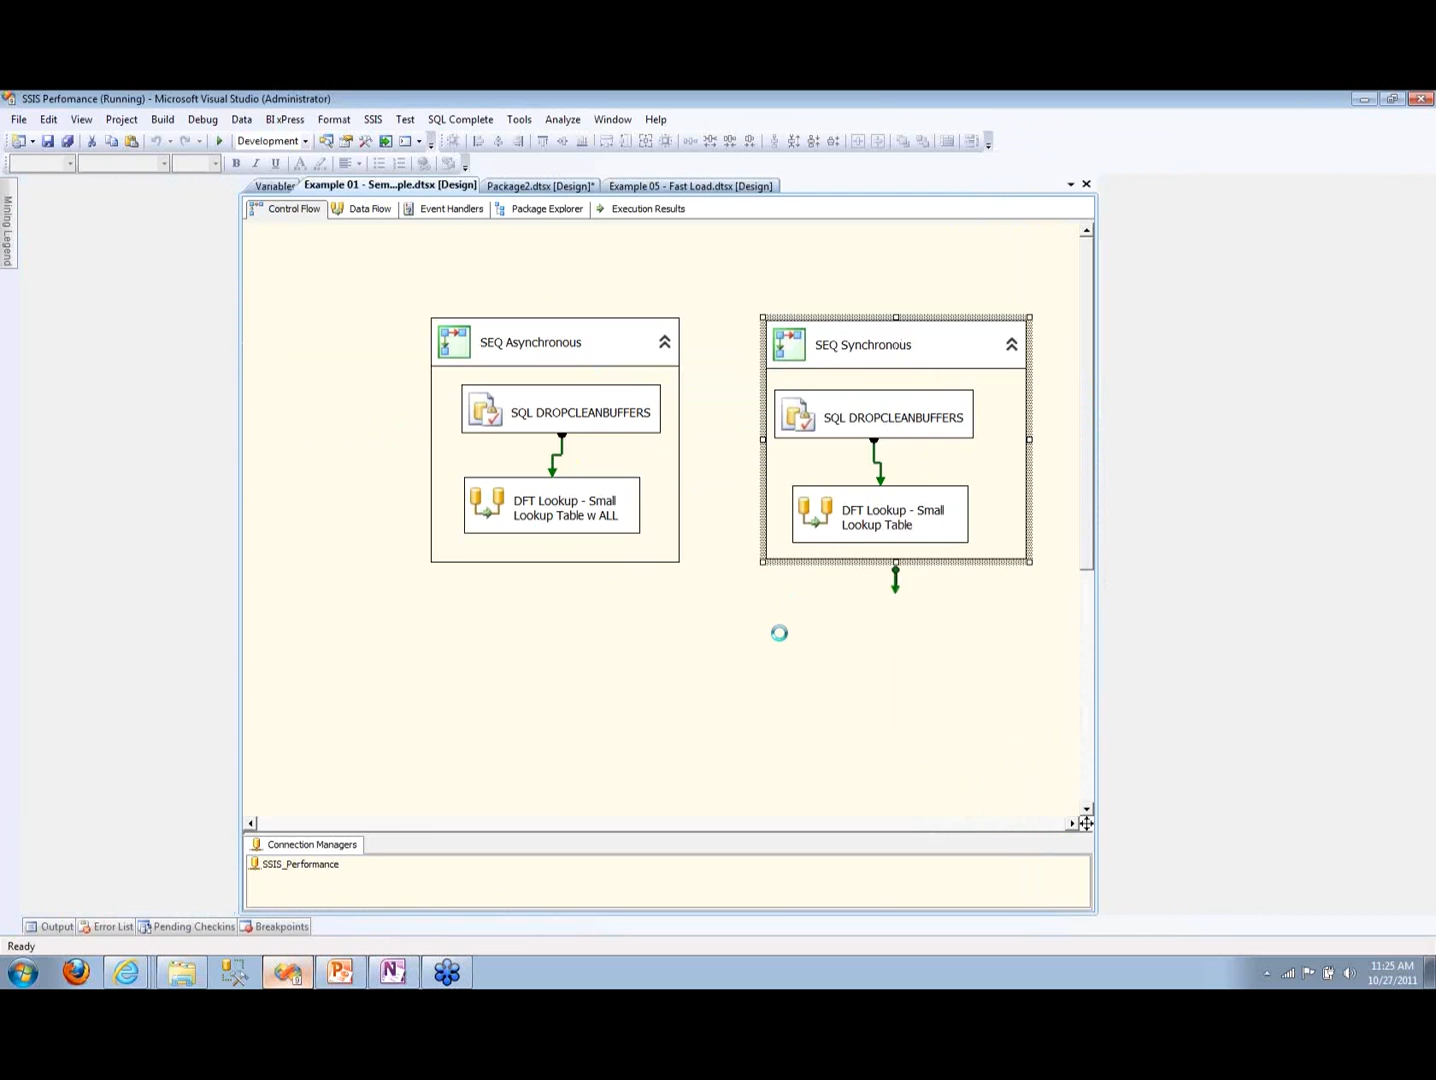 SSIS Perfomance (Running) - Microsoft Visual Studio (Administrator)
File Edit View Project Build Debug Data BI xPress Format SSIS Test SQL Complete Tools Analyze Window Help
Development
B I U A
Variables Example 01 - Sem...ple.dtsx [Design] Package2.dtsx [Design]* Example 05 - Fast Load.dtsx [Design]
Mining Legend
Control Flow Data Flow Event Handlers Package Explorer Execution Results
SEQ Asynchronous
SQL DROPCLEANBUFFERS
DFT Lookup - Small
Lookup Table w ALL
SEQ Synchronous
SQL DROPCLEANBUFFERS
DFT Lookup - Small
Lookup Table
Connection Managers
SSIS_Performance
Output Error List Pending Checkins Breakpoints
Ready
11:25 AM
10/27/2011